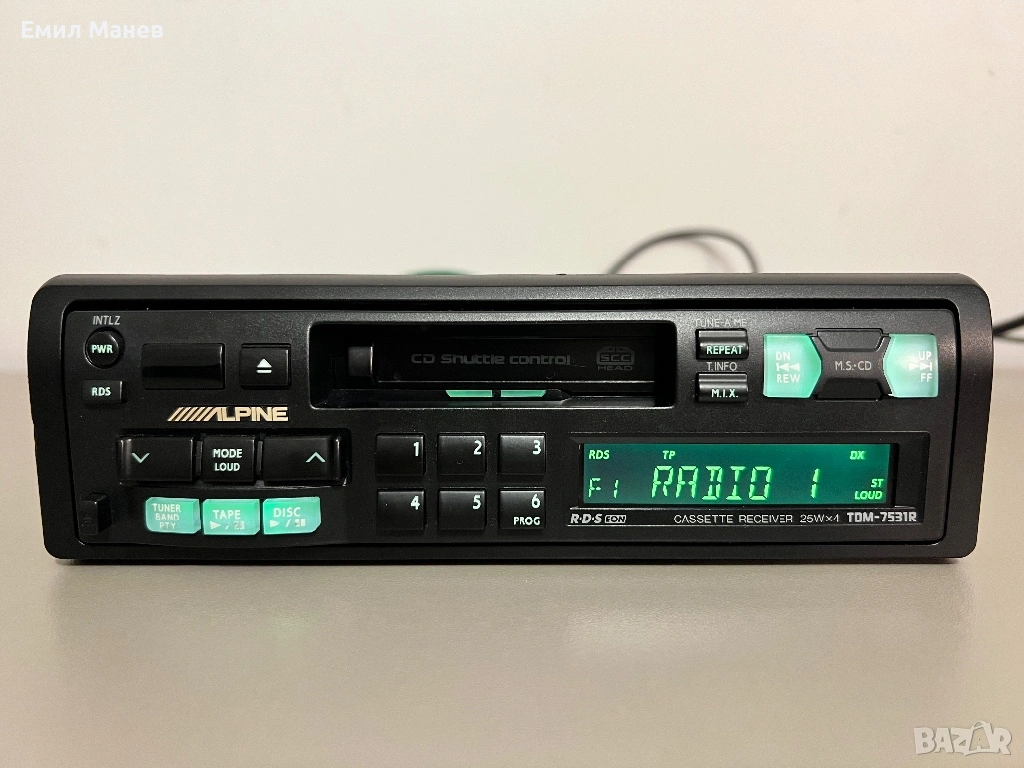 Емил Манев
INTLZ
PWR
RDS
ALPINE
MODE
LOUD
TUNER
BAND
PTY
TAPE
DISC
CD Shuttle control
SCC
HEAD
1 2 3
4 5 6
PROG
TUNE·A·ME
REPEAT
T.INFO
M.I.X.
DN
REW
M.S.·CD
UP
FF
RDS TP DX
F1 RADIO 1 ST
LOUD
R·D·S EON CASSETTE RECEIVER 25W×4 TDM-7531R
BAZAR